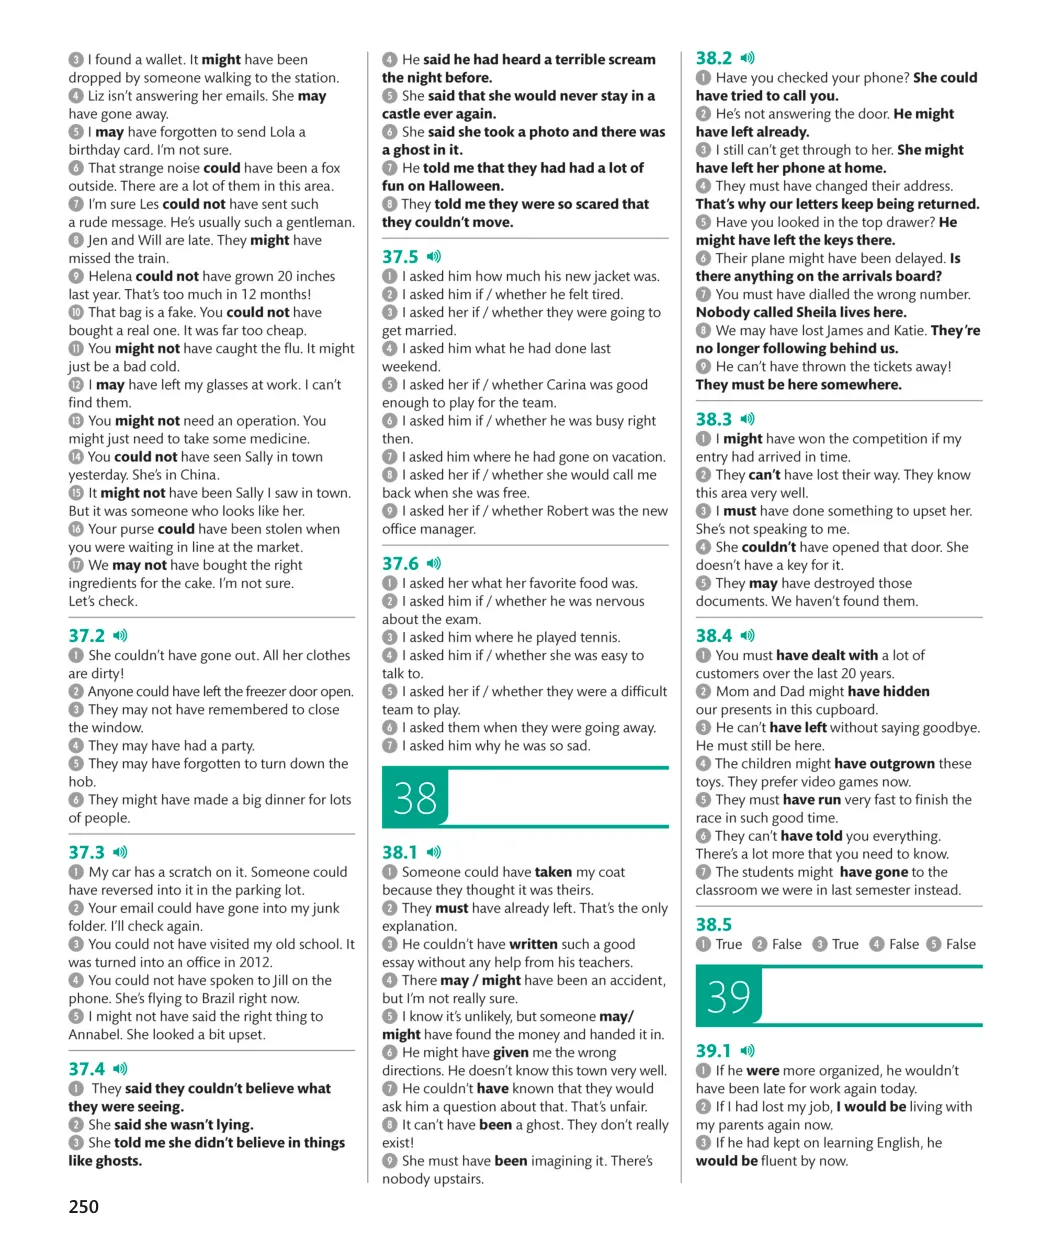 3 I found a wallet. It might have been
dropped by someone walking to the station.
4 Liz isn’t answering her emails. She may
have gone away.
5 I may have forgotten to send Lola a
birthday card. I’m not sure.
6 That strange noise could have been a fox
outside. There are a lot of them in this area.
7 I’m sure Les could not have sent such
a rude message. He’s usually such a gentleman.
8 Jen and Will are late. They might have
missed the train.
9 Helena could not have grown 20 inches
last year. That’s too much in 12 months!
10 That bag is a fake. You could not have
bought a real one. It was far too cheap.
11 You might not have caught the flu. It might
just be a bad cold.
12 I may have left my glasses at work. I can’t
find them.
13 You might not need an operation. You
might just need to take some medicine.
14 You could not have seen Sally in town
yesterday. She’s in China.
15 It might not have been Sally I saw in town.
But it was someone who looks like her.
16 Your purse could have been stolen when
you were waiting in line at the market.
17 We may not have bought the right
ingredients for the cake. I’m not sure.
Let’s check.
37.2
1 She couldn’t have gone out. All her clothes
are dirty!
2 Anyone could have left the freezer door open.
3 They may not have remembered to close
the window.
4 They may have had a party.
5 They may have forgotten to turn down the
hob.
6 They might have made a big dinner for lots
of people.
37.3
1 My car has a scratch on it. Someone could
have reversed into it in the parking lot.
2 Your email could have gone into my junk
folder. I’ll check again.
3 You could not have visited my old school. It
was turned into an office in 2012.
4 You could not have spoken to Jill on the
phone. She’s flying to Brazil right now.
5 I might not have said the right thing to
Annabel. She looked a bit upset.
37.4
1 They said they couldn’t believe what
they were seeing.
2 She said she wasn’t lying.
3 She told me she didn’t believe in things
like ghosts.
4 He said he had heard a terrible scream
the night before.
5 She said that she would never stay in a
castle ever again.
6 She said she took a photo and there was
a ghost in it.
7 He told me that they had had a lot of
fun on Halloween.
8 They told me they were so scared that
they couldn’t move.
37.5
1 I asked him how much his new jacket was.
2 I asked him if / whether he felt tired.
3 I asked her if / whether they were going to
get married.
4 I asked him what he had done last
weekend.
5 I asked her if / whether Carina was good
enough to play for the team.
6 I asked him if / whether he was busy right
then.
7 I asked him where he had gone on vacation.
8 I asked her if / whether she would call me
back when she was free.
9 I asked her if / whether Robert was the new
office manager.
37.6
1 I asked her what her favorite food was.
2 I asked him if / whether he was nervous
about the exam.
3 I asked him where he played tennis.
4 I asked him if / whether she was easy to
talk to.
5 I asked her if / whether they were a difficult
team to play.
6 I asked them when they were going away.
7 I asked him why he was so sad.
38
38.1
1 Someone could have taken my coat
because they thought it was theirs.
2 They must have already left. That’s the only
explanation.
3 He couldn’t have written such a good
essay without any help from his teachers.
4 There may / might have been an accident,
but I’m not really sure.
5 I know it’s unlikely, but someone may/
might have found the money and handed it in.
6 He might have given me the wrong
directions. He doesn’t know this town very well.
7 He couldn’t have known that they would
ask him a question about that. That’s unfair.
8 It can’t have been a ghost. They don’t really
exist!
9 She must have been imagining it. There’s
nobody upstairs.
38.2
1 Have you checked your phone? She could
have tried to call you.
2 He’s not answering the door. He might
have left already.
3 I still can’t get through to her. She might
have left her phone at home.
4 They must have changed their address.
That’s why our letters keep being returned.
5 Have you looked in the top drawer? He
might have left the keys there.
6 Their plane might have been delayed. Is
there anything on the arrivals board?
7 You must have dialled the wrong number.
Nobody called Sheila lives here.
8 We may have lost James and Katie. They’re
no longer following behind us.
9 He can’t have thrown the tickets away!
They must be here somewhere.
38.3
1 I might have won the competition if my
entry had arrived in time.
2 They can’t have lost their way. They know
this area very well.
3 I must have done something to upset her.
She’s not speaking to me.
4 She couldn’t have opened that door. She
doesn’t have a key for it.
5 They may have destroyed those
documents. We haven’t found them.
38.4
1 You must have dealt with a lot of
customers over the last 20 years.
2 Mom and Dad might have hidden
our presents in this cupboard.
3 He can’t have left without saying goodbye.
He must still be here.
4 The children might have outgrown these
toys. They prefer video games now.
5 They must have run very fast to finish the
race in such good time.
6 They can’t have told you everything.
There’s a lot more that you need to know.
7 The students might have gone to the
classroom we were in last semester instead.
38.5
1 True 2 False 3 True 4 False 5 False
39
39.1
1 If he were more organized, he wouldn’t
have been late for work again today.
2 If I had lost my job, I would be living with
my parents again now.
3 If he had kept on learning English, he
would be fluent by now.
250